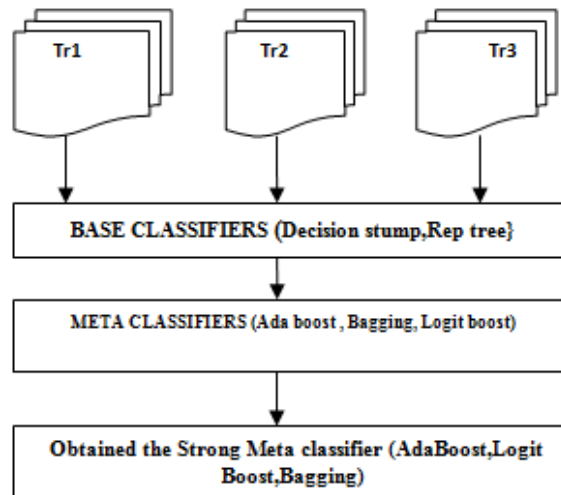 Tr1
Tr2
Tr3
BASE CLASSIFIERS (Decision stump,Rep tree}
META CLASSIFIERS (Ada boost , Bagging, Logit boost)
Obtained the Strong Meta classifier (AdaBoost,Logit
Boost,Bagging)